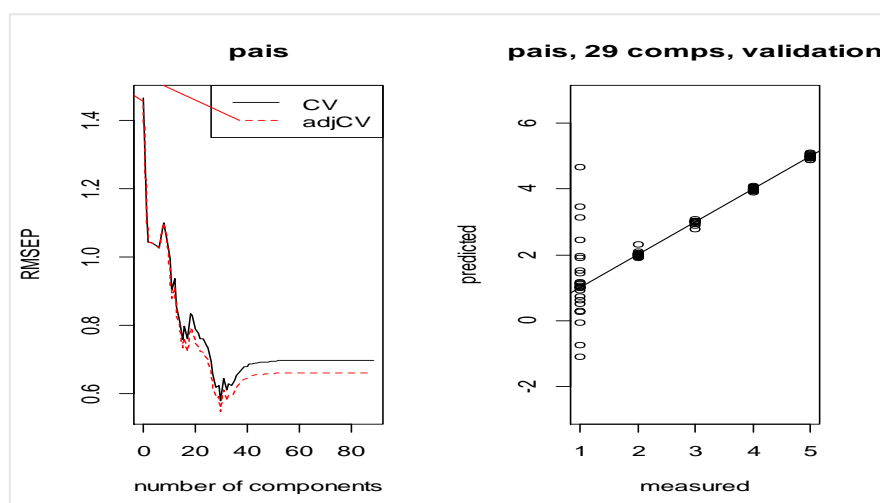 pais
CV
adjCV
RMSEP
1.4
1.2
1.0
0.8
0.6
0 20 40 60 80
number of components
pais, 29 comps, validation
predicted
6
4
2
0
-2
1 2 3 4 5
measured